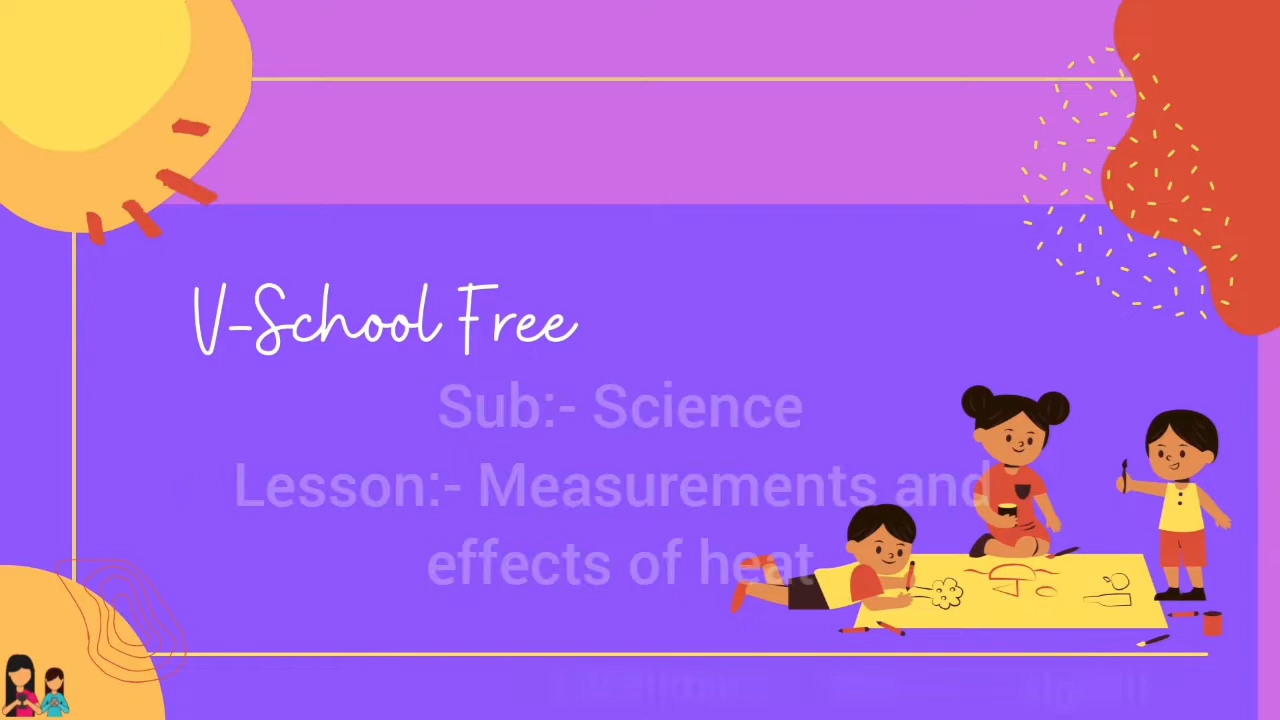 V-School Free
Sub:- Science
Lesson:- Measurements and
effects of heat